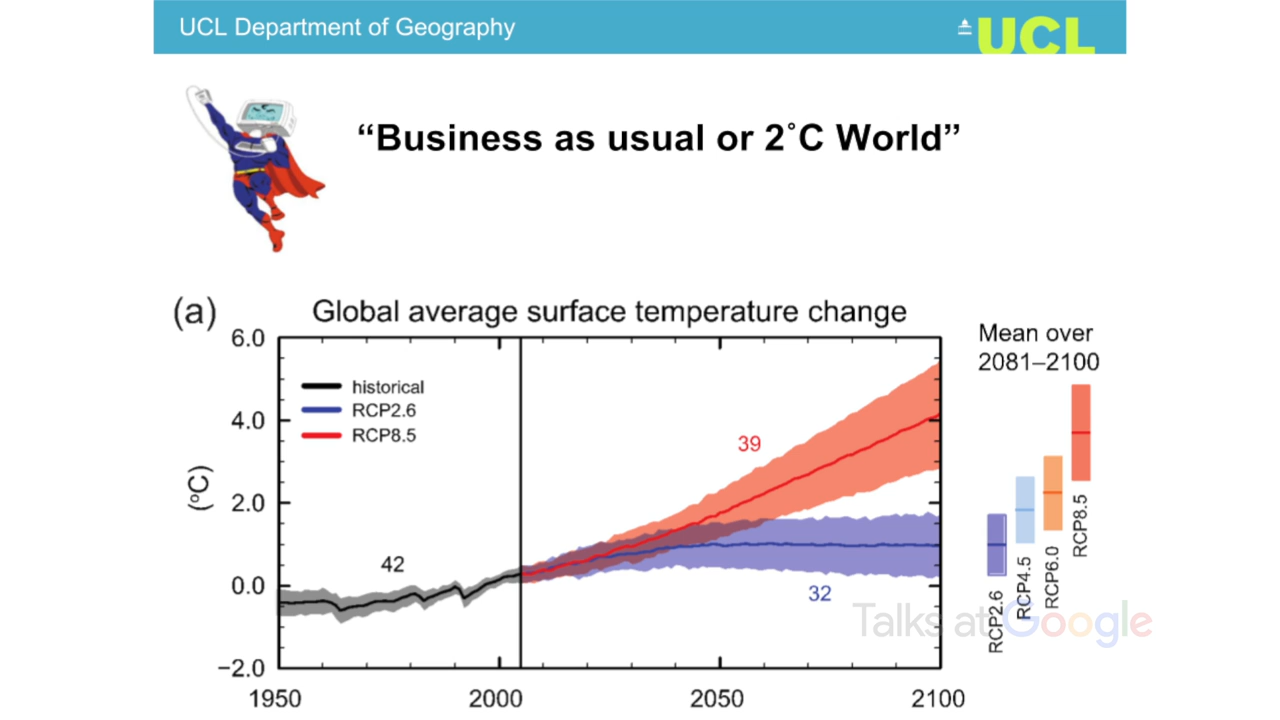 UCL Department of Geography
UCL
“Business as usual or 2˚C World”
(a)
Global average surface temperature change
Mean over
2081–2100
6.0
4.0
2.0
0.0
−2.0
(oC)
historical
RCP2.6
RCP8.5
42
39
32
1950
2000
2050
2100
RCP2.6
RCP4.5
RCP6.0
RCP8.5
Talks at Google